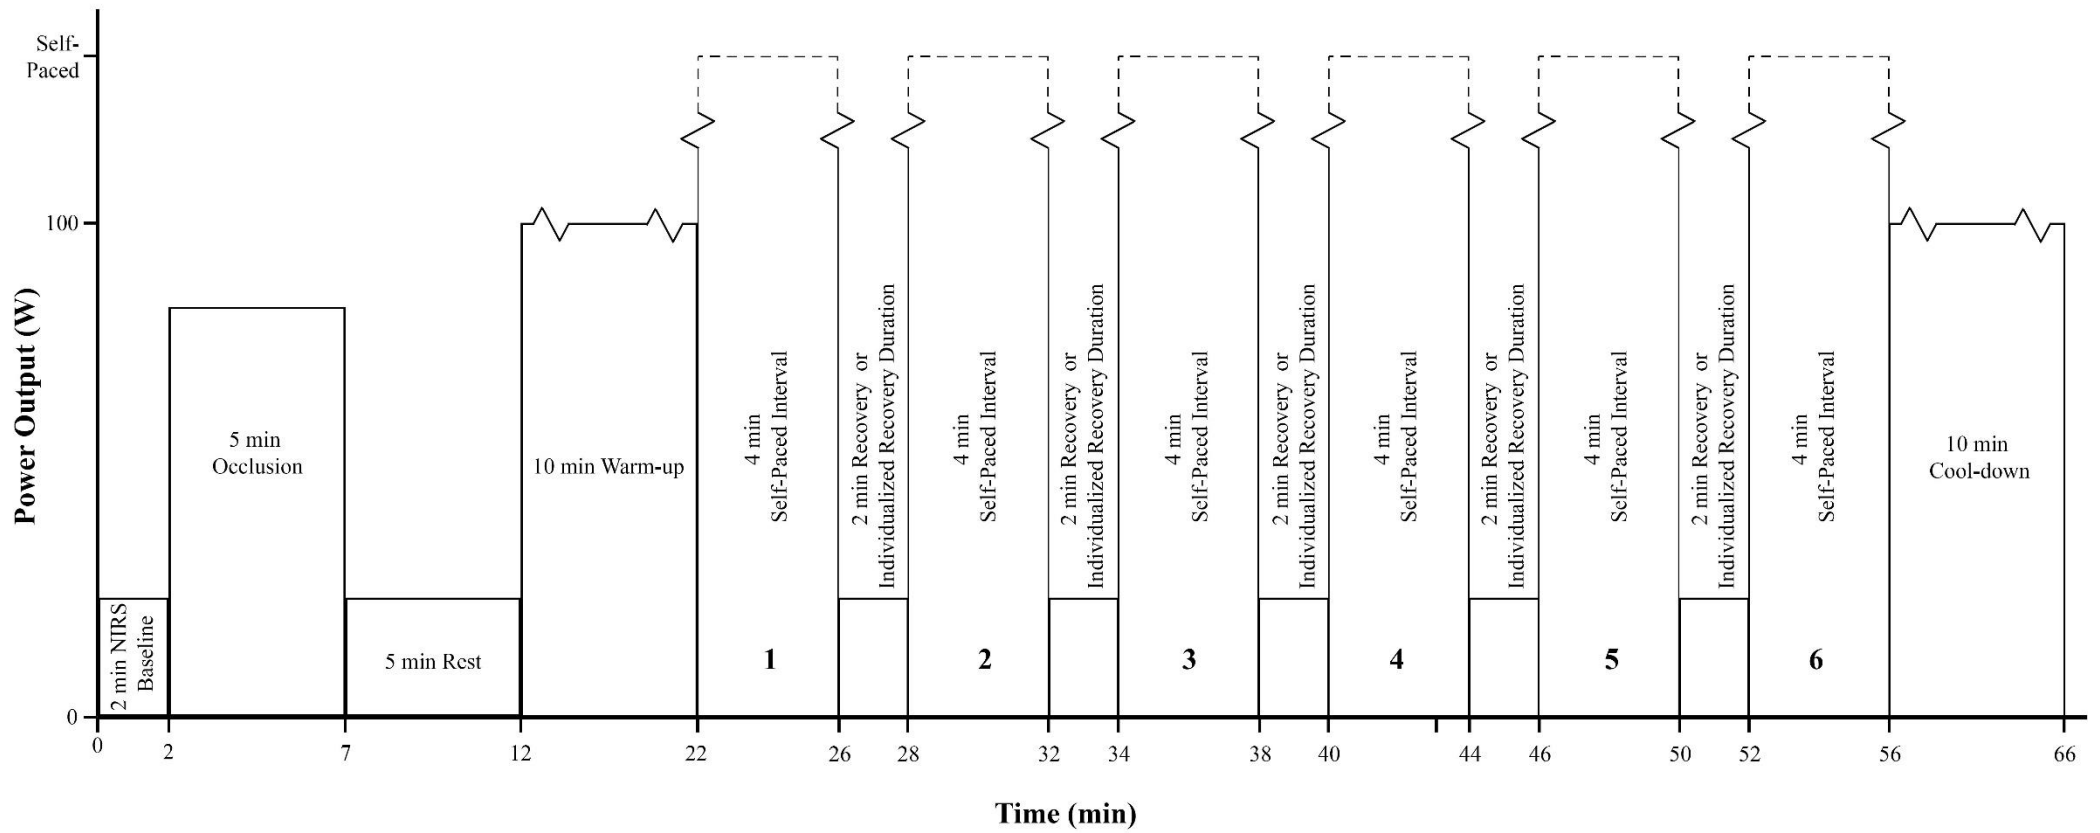 Self-
Paced
100
0
Power Output (W)
2 min NIRS
Baseline
5 min
Occlusion
5 min Rest
10 min Warm-up
4 min
Self-Paced Interval
1
2 min Recovery or
Individualized Recovery Duration
4 min
Self-Paced Interval
2
2 min Recovery or
Individualized Recovery Duration
4 min
Self-Paced Interval
3
2 min Recovery or
Individualized Recovery Duration
4 min
Self-Paced Interval
4
2 min Recovery or
Individualized Recovery Duration
4 min
Self-Paced Interval
5
2 min Recovery or
Individualized Recovery Duration
4 min
Self-Paced Interval
6
10 min
Cool-down
0 2 7 12 22 26 28 32 34 38 40 44 46 50 52 56 66
Time (min)